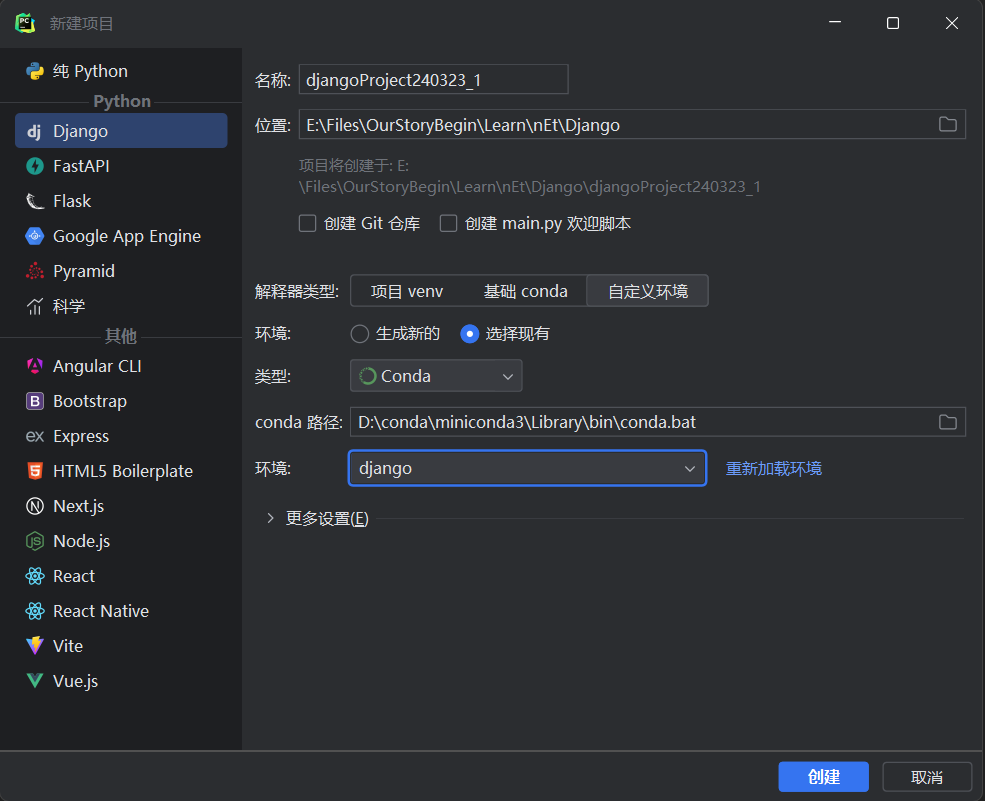 PC
新建项目
纯 Python
Python
dj Django
FastAPI
Flask
Google App Engine
Pyramid
科学
其他
Angular CLI
B Bootstrap
ex Express
5 HTML5 Boilerplate
N Next.js
JS Node.js
React
React Native
Vite
Vue.js
名称: djangoProject240323_1
位置: E:\Files\OurStoryBegin\Learn\nEt\Django
项目将创建于: E:
\Files\OurStoryBegin\Learn\nEt\Django\djangoProject240323_1
创建 Git 仓库 创建 main.py 欢迎脚本
解释器类型: 项目 venv 基础 conda 自定义环境
环境: 生成新的 选择现有
类型: Conda
conda 路径: D:\conda\miniconda3\Library\bin\conda.bat
环境: django 重新加载环境
更多设置(E)
创建 取消